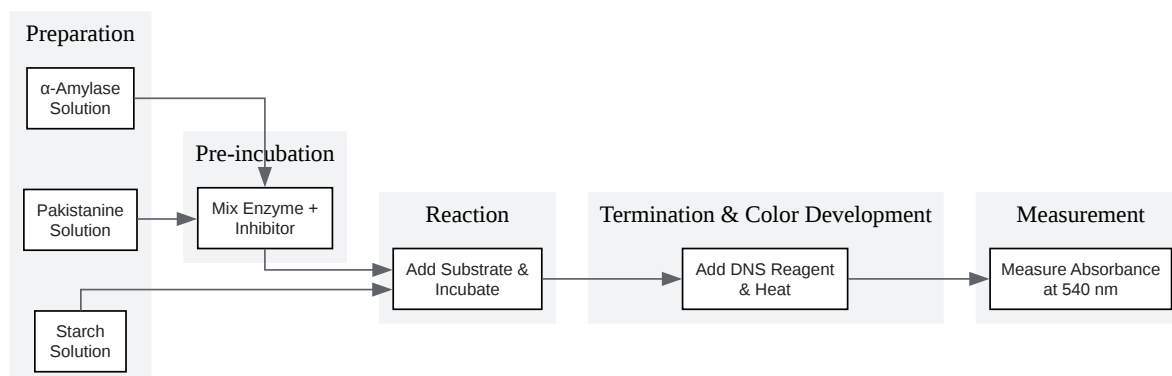 Preparation
α-Amylase
Solution
Pakistanine
Solution
Starch
Solution
Pre-incubation
Mix Enzyme +
Inhibitor
Reaction
Add Substrate &
Incubate
Termination & Color Development
Add DNS Reagent
& Heat
Measurement
Measure Absorbance
at 540 nm